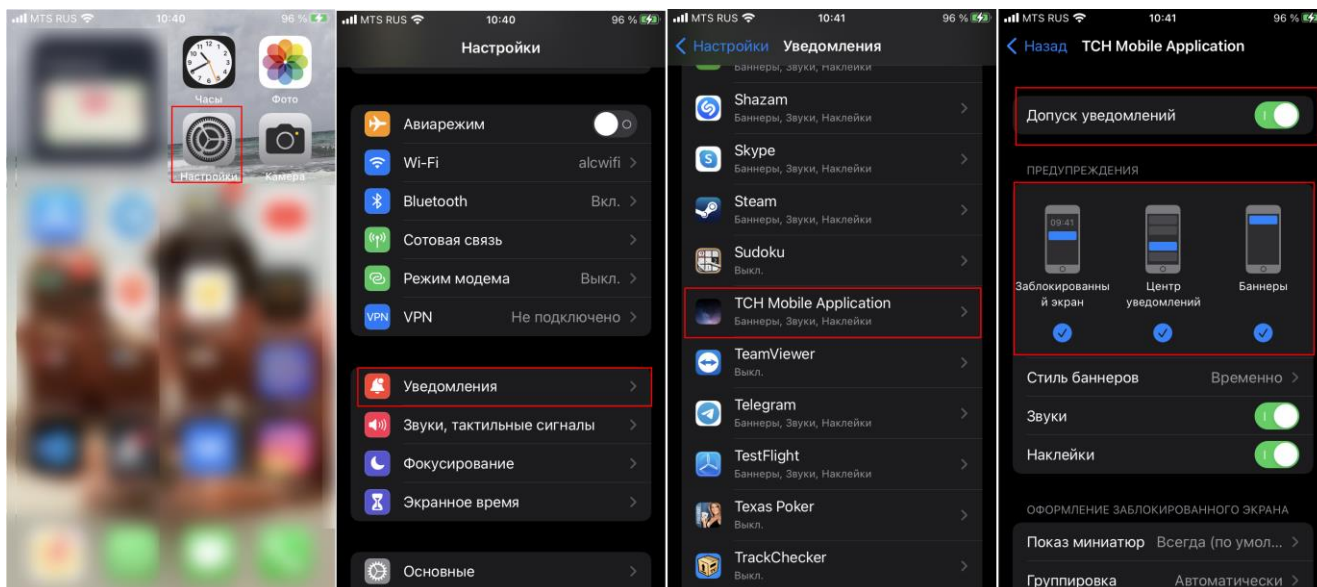 MTS RUS 10:40 96 %
Часы Фото
Настройки Камера
MTS RUS 10:40 96 %
Настройки
Авиарежим
Wi-Fi alcwifi
Bluetooth Вкл.
Сотовая связь
Режим модема Выкл.
VPN VPN Не подключено
Уведомления
Звуки, тактильные сигналы
Фокусирование
Экранное время
Основные
MTS RUS 10:41 96 %
Настройки Уведомления
Баннеры, Звуки, Наклейки
Shazam
Баннеры, Звуки, Наклейки
Skype
Баннеры, Звуки, Наклейки
Steam
Баннеры, Звуки, Наклейки
Sudoku
Выкл.
TCH Mobile Application
Баннеры, Звуки, Наклейки
TeamViewer
Выкл.
Telegram
Баннеры, Звуки, Наклейки
TestFlight
Баннеры, Звуки, Наклейки
Texas Poker
Выкл.
TrackChecker
Выкл.
MTS RUS 10:41 96 %
Назад TCH Mobile Application
Допуск уведомлений
ПРЕДУПРЕЖДЕНИЯ
09:41
Заблокированны
й экран
Центр
уведомлений
Баннеры
Стиль баннеров Временно
Звуки
Наклейки
ОФОРМЛЕНИЕ ЗАБЛОКИРОВАННОГО ЭКРАНА
Показ миниатюр Всегда (по умол...
Группировка Автоматически